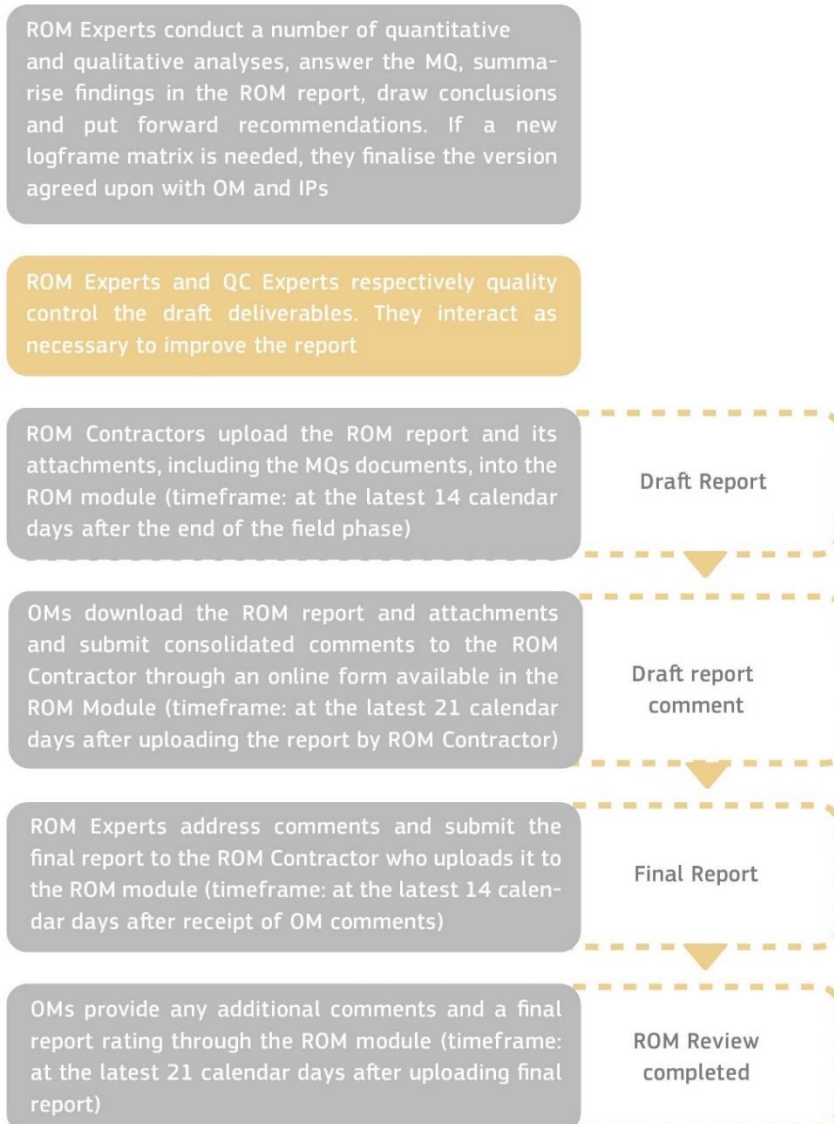 ROM Experts conduct a number of quantitative
and qualitative analyses, answer the MQ, summa-
rise findings in the ROM report, draw conclusions
and put forward recommendations. If a new
logframe matrix is needed, they finalise the version
agreed upon with OM and IPs
ROM Experts and QC Experts respectively quality
control the draft deliverables. They interact as
necessary to improve the report
ROM Contractors upload the ROM report and its
attachments, including the MQs documents, into the
ROM module (timeframe: at the latest 14 calendar
days after the end of the field phase)
Draft Report
OMs download the ROM report and attachments
and submit consolidated comments to the ROM
Contractor through an online form available in the
ROM Module (timeframe: at the latest 21 calendar
days after uploading the report by ROM Contractor)
Draft report
comment
ROM Experts address comments and submit the
final report to the ROM Contractor who uploads it to
the ROM module (timeframe: at the latest 14 calen-
dar days after receipt of OM comments)
Final Report
OMs provide any additional comments and a final
report rating through the ROM module (timeframe:
at the latest 21 calendar days after uploading final
report)
ROM Review
completed